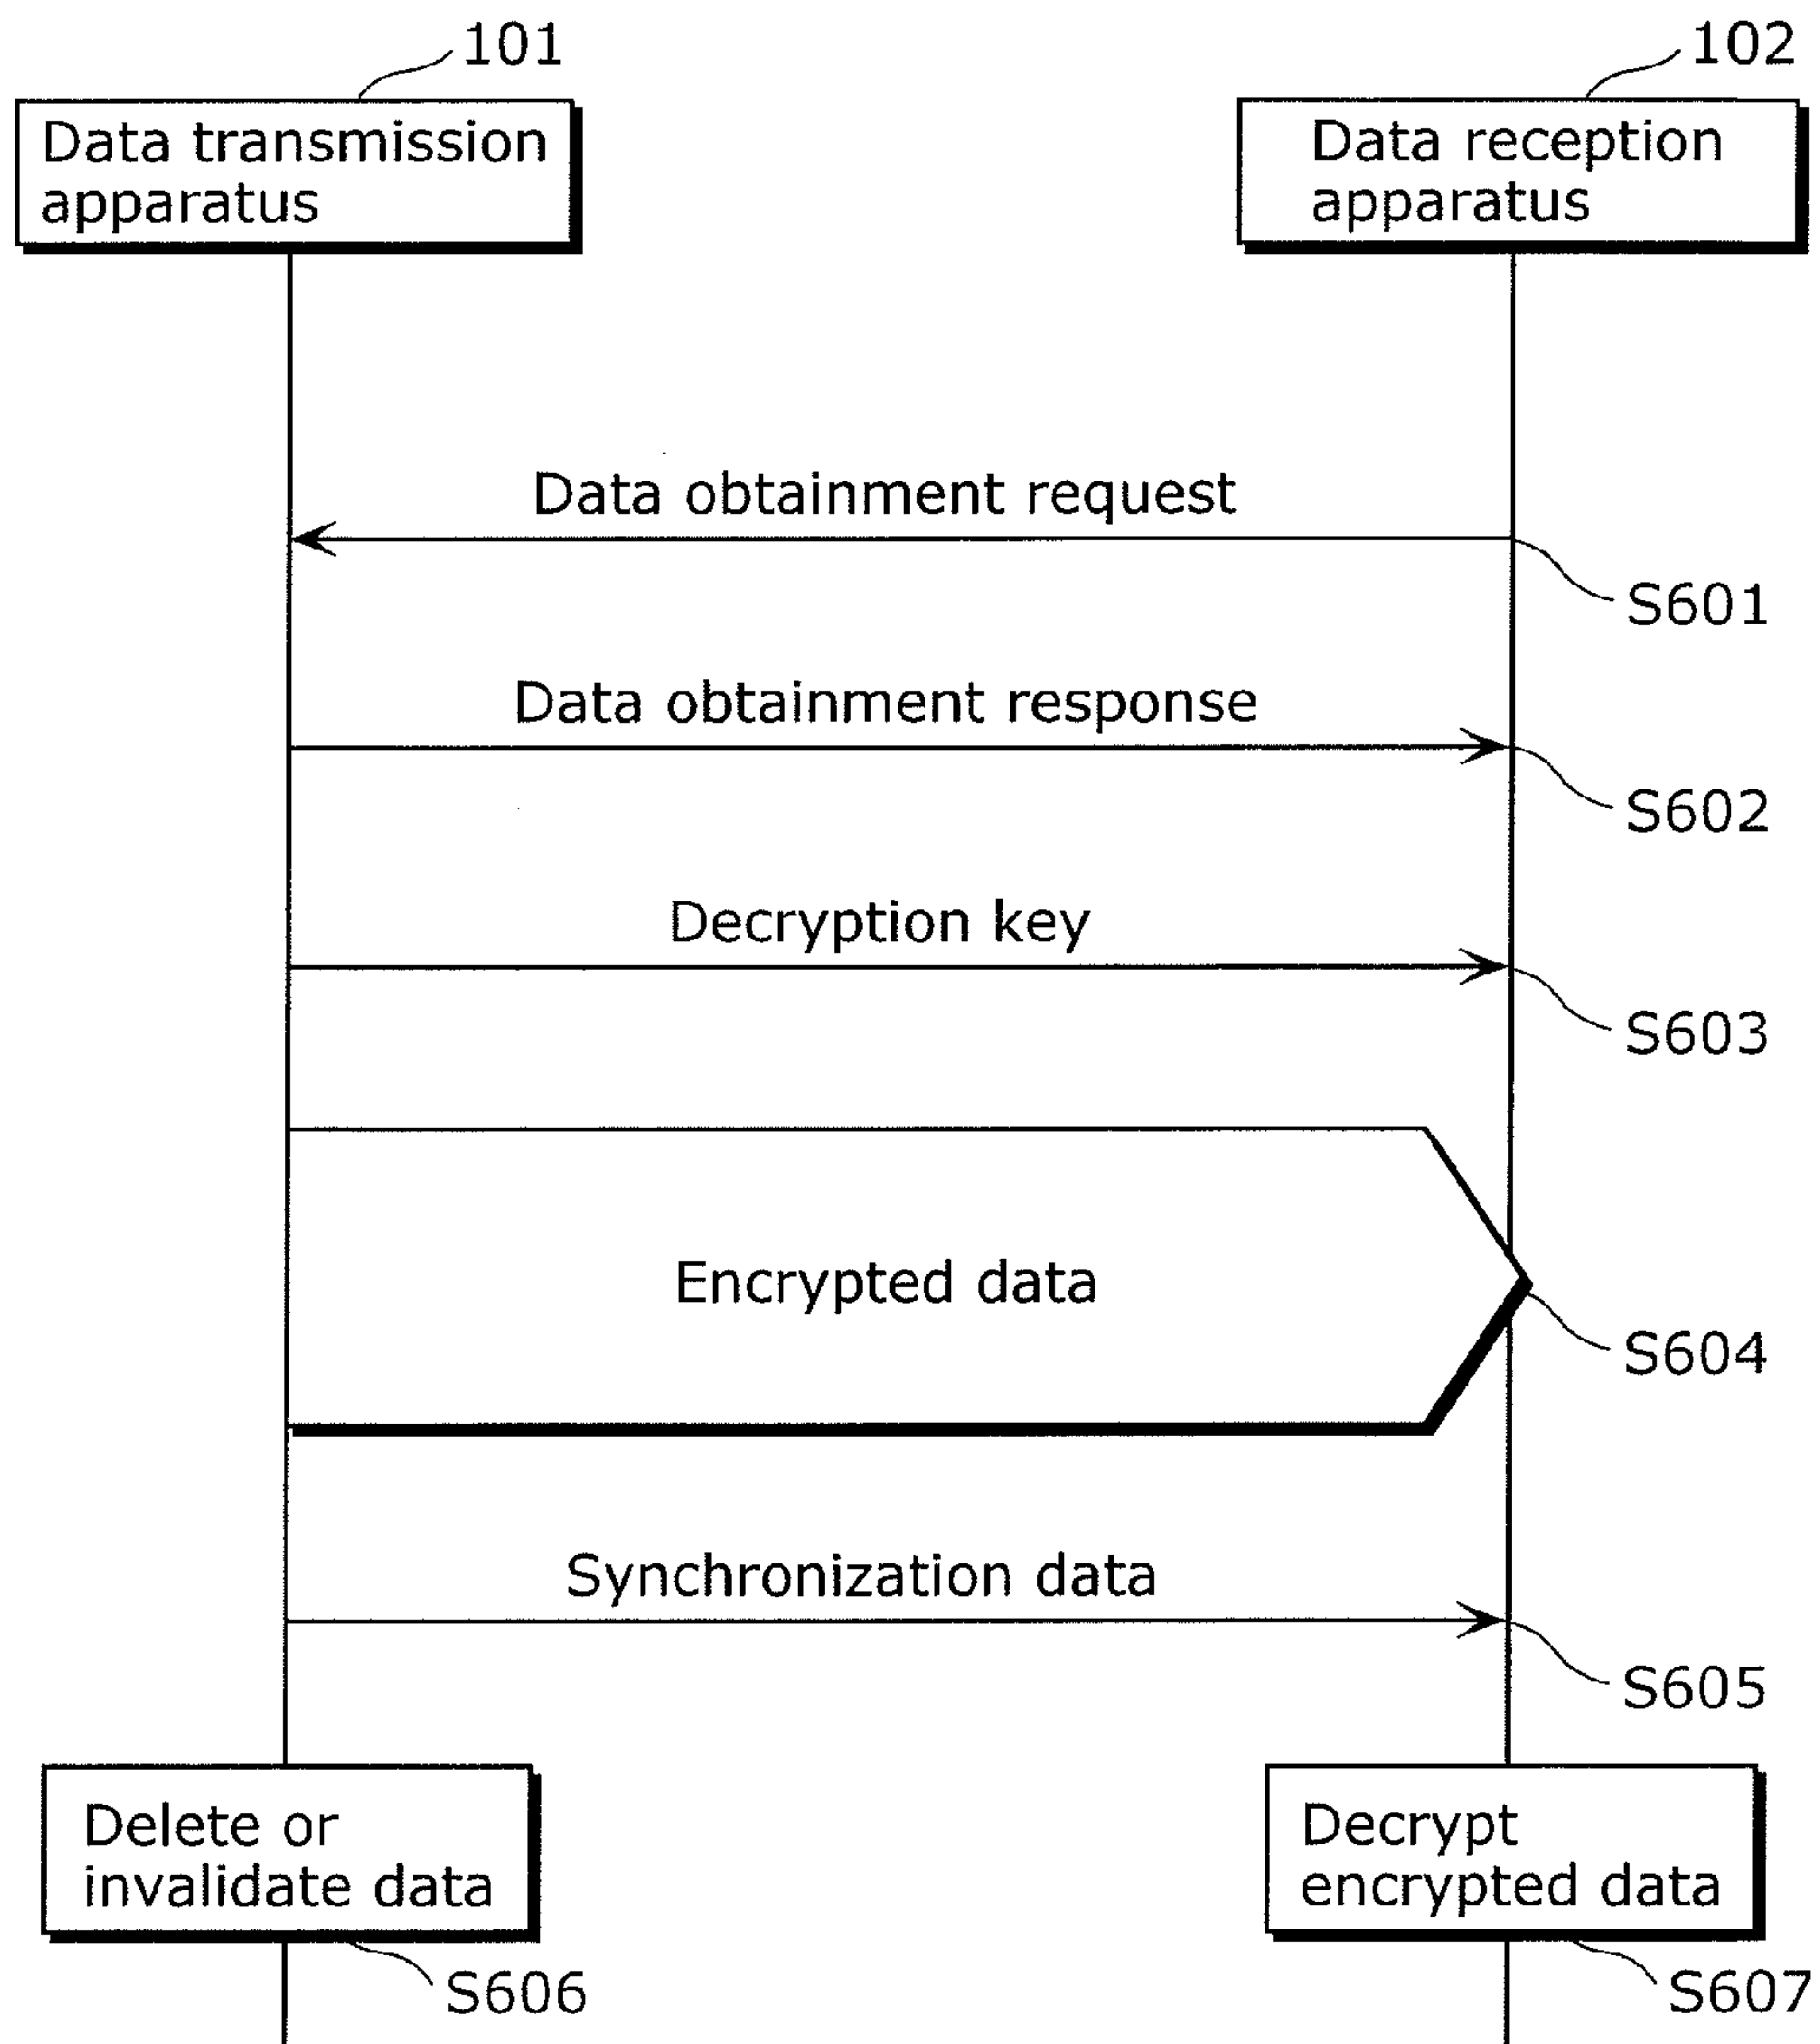 101
102
Data transmission
apparatus
Data reception
apparatus
Data obtainment request
S601
Data obtainment response
S602
Decryption key
S603
Encrypted data
S604
Synchronization data
S605
Delete or
invalidate data
Decrypt
encrypted data
S606
S607